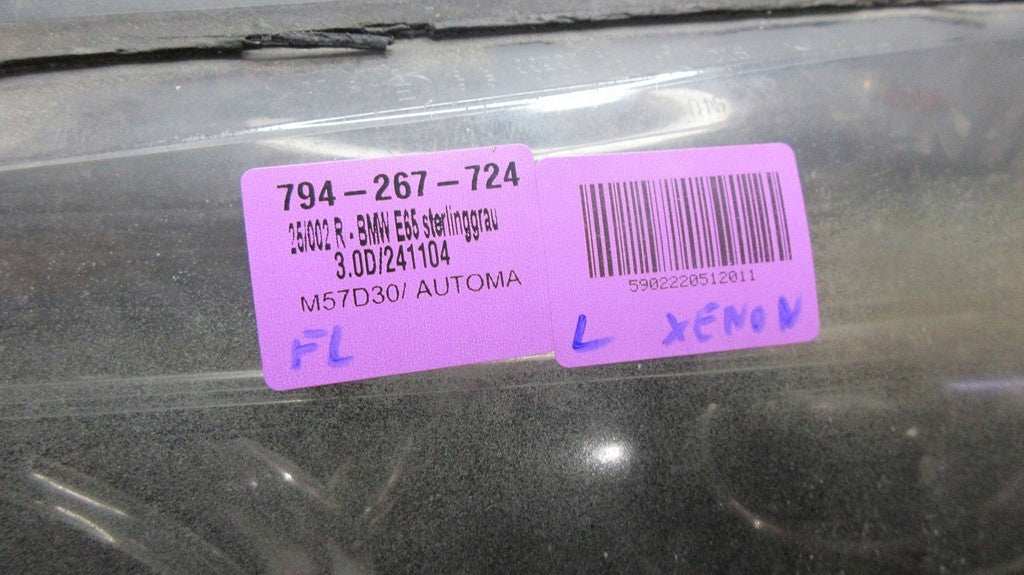 794-267-724
25/002 R - BMW E65 sterlinggrau
3.0D/241104
M57D30/ AUTOMA
FL
5902220512011
L XENON